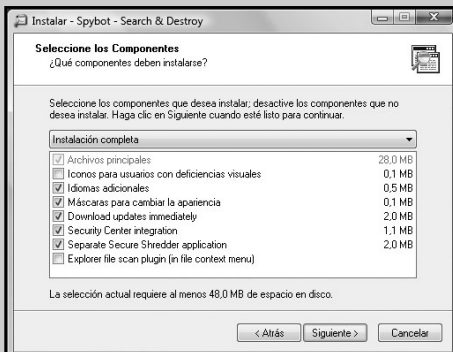 Instalar - Spybot - Search & Destroy
Seleccione los Componentes
¿Qué componentes deben instalarse?
Seleccione los componentes que desea instalar; desactive los componentes que no
desea instalar. Haga clic en Siguiente cuando esté listo para continuar.
Instalación completa
Archivos principales 28,0 MB
Iconos para usuarios con deficiencias visuales 0,1 MB
Idiomas adicionales 0,5 MB
Máscaras para cambiar la apariencia 0,1 MB
Download updates immediately 2,0 MB
Security Center integration 1,1 MB
Separate Secure Shredder application 2,0 MB
Explorer file scan plugin (in file context menu)
La selección actual requiere al menos 48,0 MB de espacio en disco.
< Atrás Siguiente > Cancelar